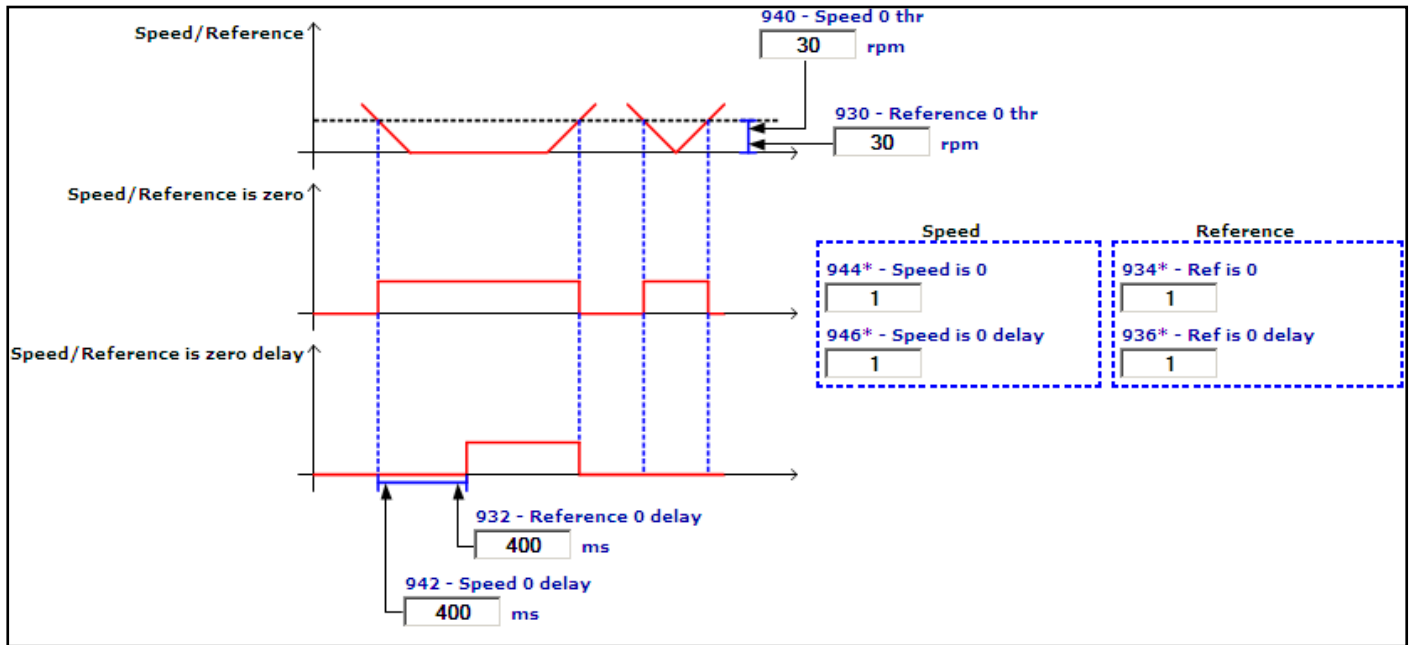 940 - Speed 0 thr
Speed/Reference
30 rpm
930 - Reference 0 thr
30 rpm
Speed/Reference is zero
Speed
Reference
944* - Speed is 0
934* - Ref is 0
1
1
946* - Speed is 0 delay
936* - Ref is 0 delay
Speed/Reference is zero delay
1
1
932 - Reference 0 delay
400 ms
942 - Speed 0 delay
400 ms